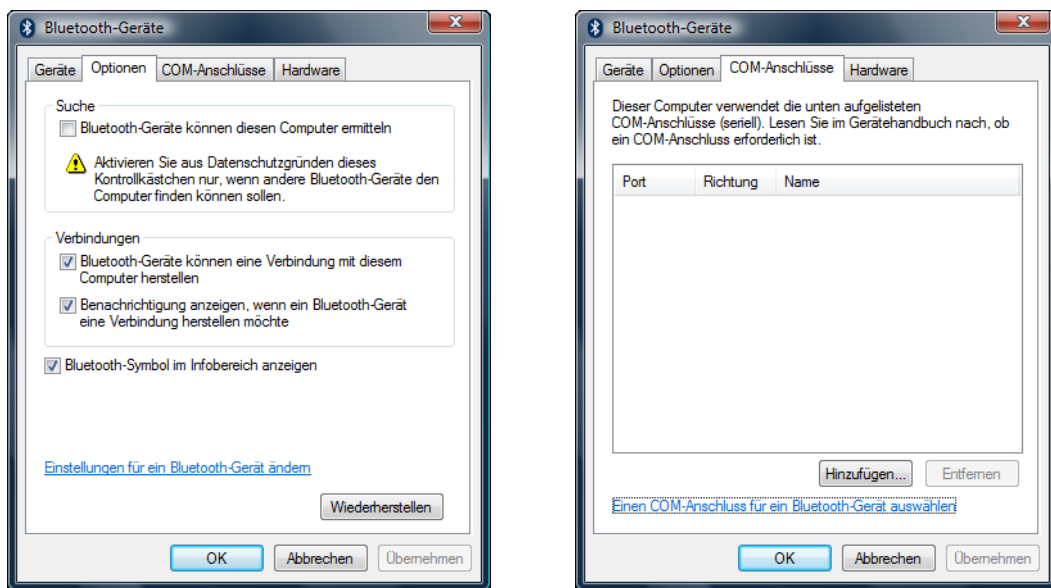 Bluetooth-Geräte
Geräte Optionen COM-Anschlüsse Hardware
Suche
Bluetooth-Geräte können diesen Computer ermitteln
Aktivieren Sie aus Datenschutzgründen dieses
Kontrollkästchen nur, wenn andere Bluetooth-Geräte den
Computer finden können sollen.
Verbindungen
Bluetooth-Geräte können eine Verbindung mit diesem
Computer herstellen
Benachrichtigung anzeigen, wenn ein Bluetooth-Gerät
eine Verbindung herstellen möchte
Bluetooth-Symbol im Infobereich anzeigen
Einstellungen für ein Bluetooth-Gerät ändern
Wiederherstellen
OK Abbrechen Übernehmen
Bluetooth-Geräte
Geräte Optionen COM-Anschlüsse Hardware
Dieser Computer verwendet die unten aufgelisteten
COM-Anschlüsse (seriell). Lesen Sie im Gerätehandbuch nach, ob
ein COM-Anschluss erforderlich ist.
Port Richtung Name
Hinzufügen... Entfernen
Einen COM-Anschluss für ein Bluetooth-Gerät auswählen
OK Abbrechen Übernehmen